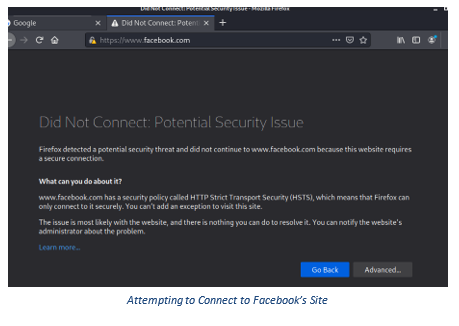 Did Not Connect: Potential Security Issue - Mozilla Firefox
Google
Did Not Connect: Potent
https://www.facebook.com
Did Not Connect: Potential Security Issue
Firefox detected a potential security threat and did not continue to www.facebook.com because this website requires
a secure connection.
What can you do about it?
www.facebook.com has a security policy called HTTP Strict Transport Security (HSTS), which means that Firefox can
only connect to it securely. You can't add an exception to visit this site.
The issue is most likely with the website, and there is nothing you can do to resolve it. You can notify the website's
administrator about the problem.
Learn more...
Go Back Advanced...
Attempting to Connect to Facebook's Site